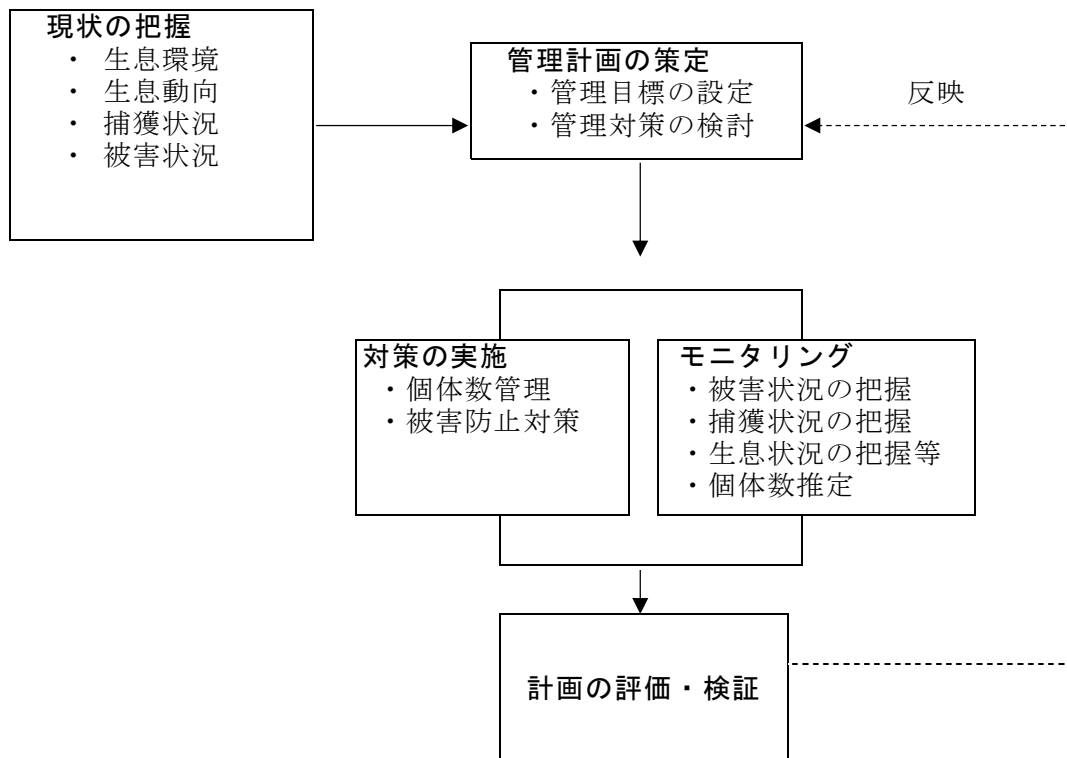 現状の把握
・ 生息環境
・ 生息動向
・ 捕獲状況
・ 被害状況
管理計画の策定
・管理目標の設定
・管理対策の検討
反映
対策の実施
・個体数管理
・被害防止対策
モニタリング
・被害状況の把握
・捕獲状況の把握
・生息状況の把握等
・個体数推定
計画の評価・検証